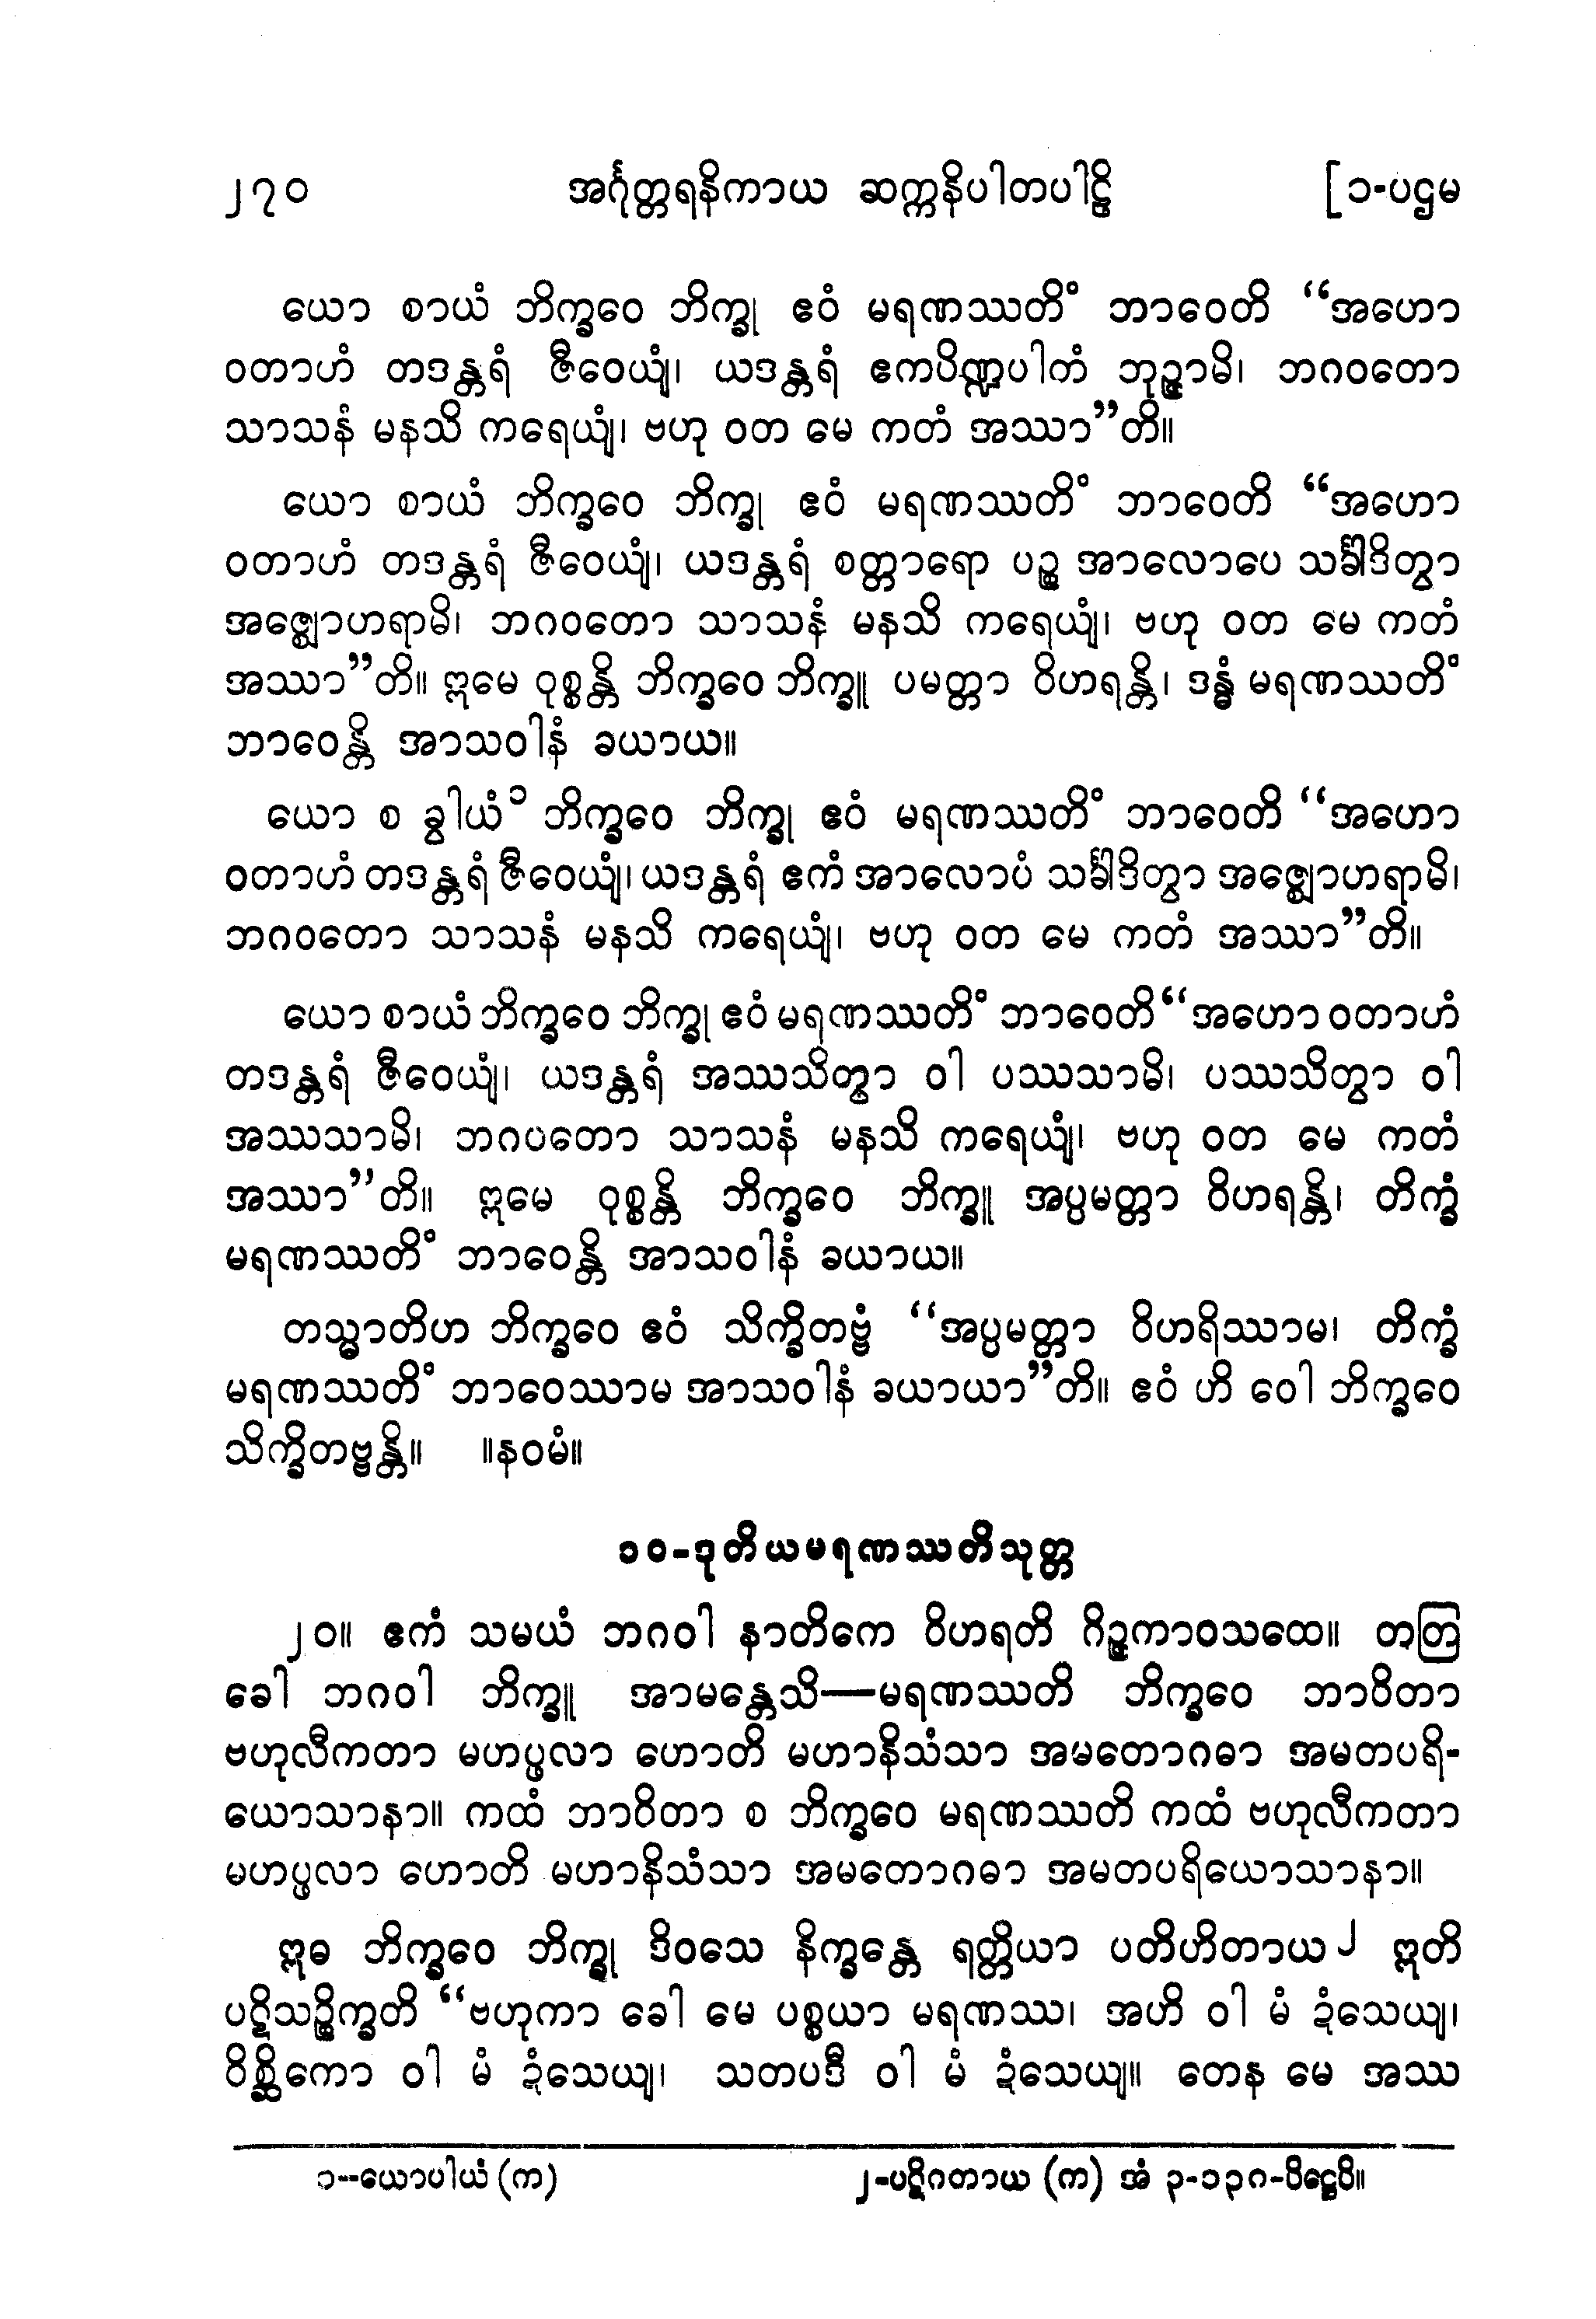 ၂၇၀ အင်္ဂုတ္တရနိကာယ ဆက္ကနိပါတပါဠိ [၁-ပဌမ
ယော စာယံ ဘိက္ခဝေ ဘိက္ခု ဧဝံ မရဏဿတိံ ဘာဝေတိ “အဟော
ဝတာဟံ တဒန္တရံ ဇီဝေယျံ၊ ယဒန္တရံ ဧကပိဏ္ဍပါတံ ဘုဉ္ဇာမိ၊ ဘဂဝတော
သာသနံ မနသိ ကရေယျံ၊ ဗဟု ဝတ မေ ကတံ အဿာ”တိ။
ယော စာယံ ဘိက္ခဝေ ဘိက္ခု ဧဝံ မရဏဿတိံ ဘာဝေတိ “အဟော
ဝတာဟံ တဒန္တရံ ဇီဝေယျံ၊ ယဒန္တရံ စတ္တာရော ပဉ္စ အာလောပေ သင်္ခါဒိတွာ
အဇ္ဈောဟရာမိ၊ ဘဂဝတော သာသနံ မနသိ ကရေယျံ၊ ဗဟု ဝတ မေ ကတံ
အဿာ”တိ။ ဣမေ ဝုစ္စန္တိ ဘိက္ခဝေ ဘိက္ခူ ပမတ္တာ ဝိဟရန္တိ၊ ဒန္ဓံ မရဏဿတိံ
ဘာဝေန္တိ အာသဝါနံ ခယာယ။
ယော စ ခွါယံ၁ ဘိက္ခဝေ ဘိက္ခု ဧဝံ မရဏဿတိံ ဘာဝေတိ “အဟော
ဝတာဟံ တဒန္တရံ ဇီဝေယျံ၊ ယဒန္တရံ ဧကံ အာလောပံ သင်္ခါဒိတွာ အဇ္ဈောဟရာမိ၊
ဘဂဝတော သာသနံ မနသိ ကရေယျံ၊ ဗဟု ဝတ မေ ကတံ အဿာ”တိ။
ယော စာယံ ဘိက္ခဝေ ဘိက္ခု ဧဝံ မရဏဿတိံ ဘာဝေတိ “အဟော ဝတာဟံ
တဒန္တရံ ဇီဝေယျံ၊ ယဒန္တရံ အဿသိတွာ ဝါ ပဿသာမိ၊ ပဿသိတွာ ဝါ
အဿသာမိ၊ ဘဂပတော သာသနံ မနသိ ကရေယျံ၊ ဗဟု ဝတ မေ ကတံ
အဿာ”တိ။ ဣမေ ဝုစ္စန္တိ ဘိက္ခဝေ ဘိက္ခူ အပ္ပမတ္တာ ဝိဟရန္တိ၊ တိက္ခံ
မရဏဿတိံ ဘာဝေန္တိ အာသဝါနံ ခယာယ။
တသ္မာတိဟ ဘိက္ခဝေ ဧဝံ သိက္ခိတဗ္ဗံ “အပ္ပမတ္တာ ဝိဟရိဿာမ၊ တိက္ခံ
မရဏဿတိံ ဘာဝေဿာမ အာသဝါနံ ခယာယာ”တိ။ ဧဝံ ဟိ ဝေါ ဘိက္ခဝေ
သိက္ခိတဗ္ဗန္တိ။ ။နဝမံ။
၁၀-ဒုတိယမရဏဿတိသုတ္တ
၂၀။ ဧကံ သမယံ ဘဂဝါ နာတိကေ ဝိဟရတိ ဂိဉ္ဇကာဝသထေ။ တတြ
ခေါ ဘဂဝါ ဘိက္ခူ အာမန္တေသိ—မရဏဿတိ ဘိက္ခဝေ ဘာဝိတာ
ဗဟုလီကတာ မဟပ္ဖလာ ဟောတိ မဟာနိသံသာ အမတောဂဓာ အမတပရိ-
ယောသာနာ။ ကထံ ဘာဝိတာ စ ဘိက္ခဝေ မရဏဿတိ ကထံ ဗဟုလီကတာ
မဟပ္ဖလာ ဟောတိ မဟာနိသံသာ အမတောဂဓာ အမတပရိယောသာနာ။
ဣဓ ဘိက္ခဝေ ဘိက္ခု ဒိဝသေ နိက္ခန္တေ ရတ္တိယာ ပတိဟိတာယ၂ ဣတိ
ပဋိသဉ္စိက္ခတိ “ဗဟုကာ ခေါ မေ ပစ္စယာ မရဏဿ၊ အဟိ ဝါ မံ ဍံသေယျ၊
ဝိစ္ဆိကော ဝါ မံ ဍံသေယျ၊ သတပဒီ ဝါ မံ ဍံသေယျ။ တေန မေ အဿ
၁--ယောပါယံ (က) ၂-ပဋိဂတာယ (က) အံ ၃-၁၃၈-ပိဋ္ဌေပိ။